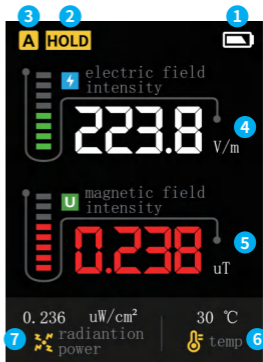 3 2 1
A HOLD
electric field
intensity
223.8 V/m 4
U magnetic field
intensity
0.238 uT 5
0.236 uW/cm² 30 ℃
7 radiantion
power
temp 6